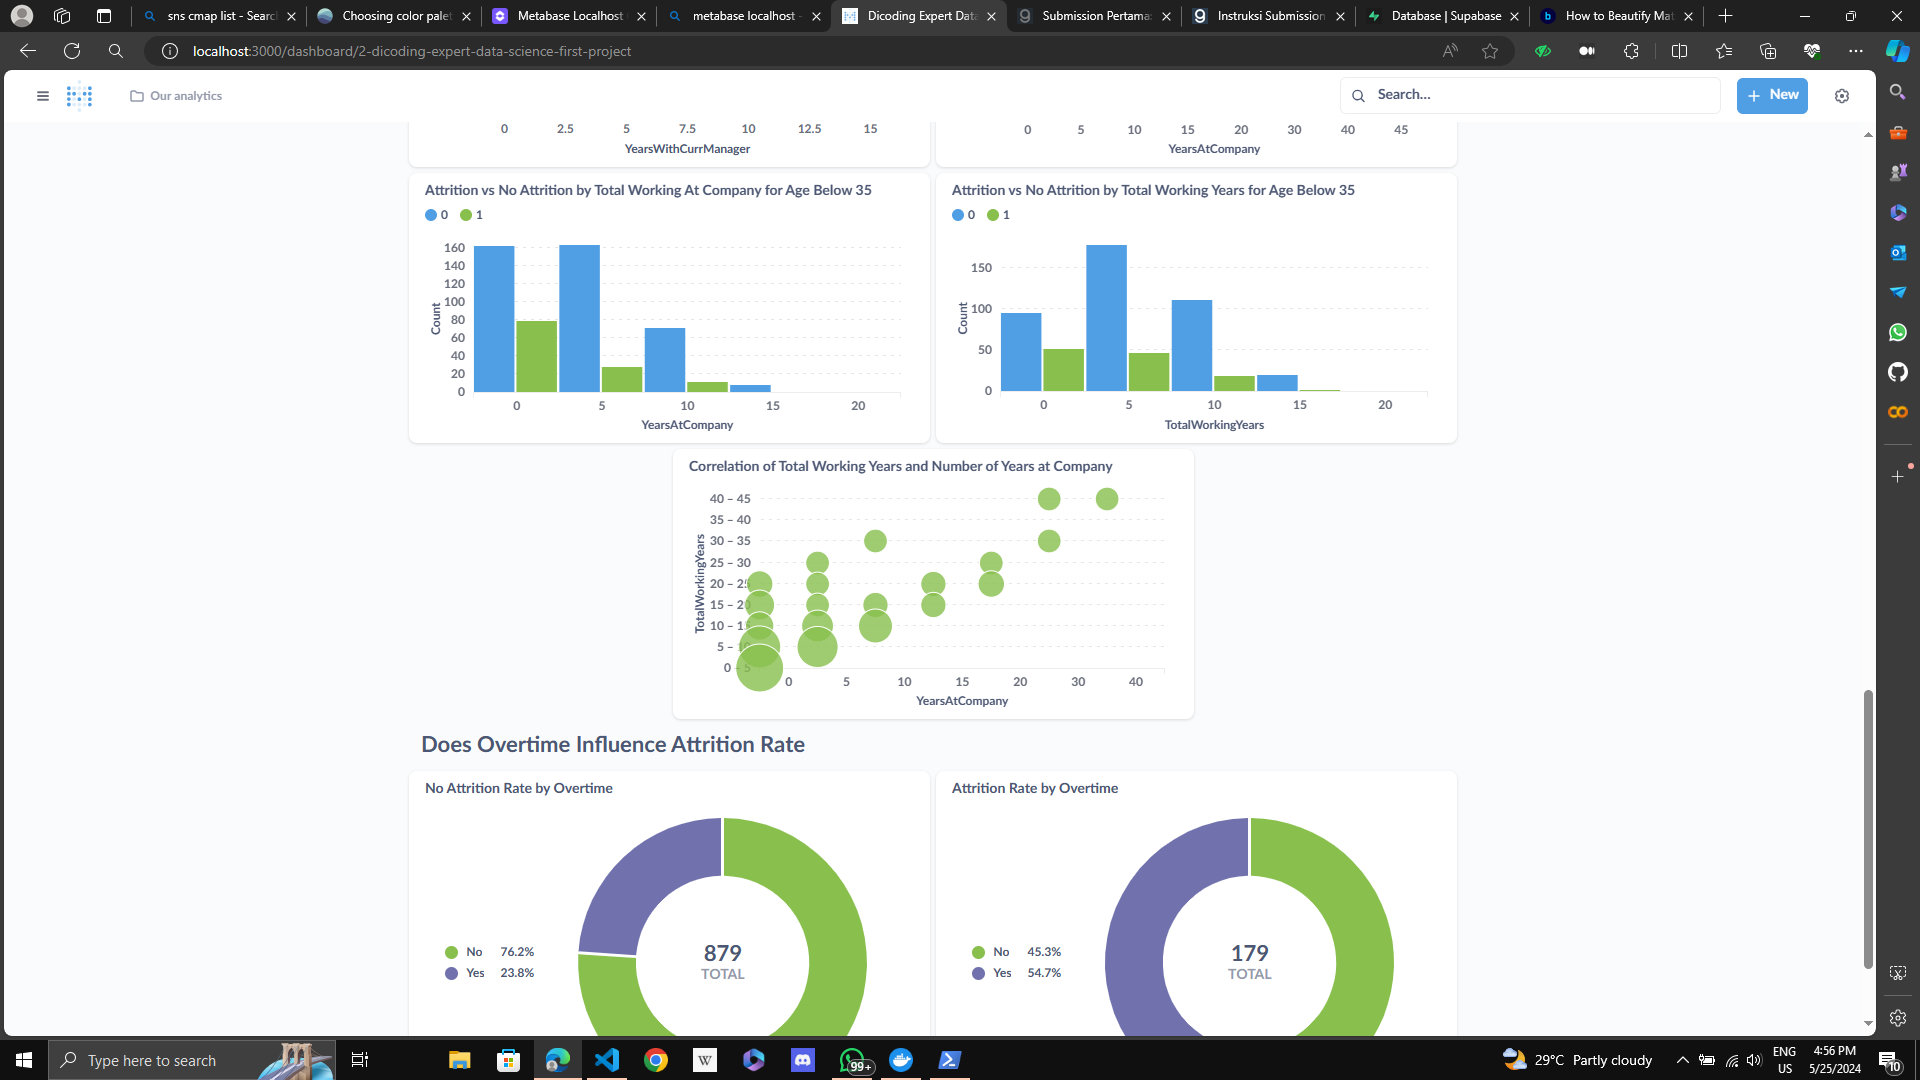 sns cmap list - Searc
Choosing color palet
Metabase Localhost
metabase localhost -
Dicoding Expert Data
Submission Pertama:
Instruksi Submission
Database | Supabase
How to Beautify Mat
localhost:3000/dashboard/2-dicoding-expert-data-science-first-project
Our analytics
Search...
+ New
0 2.5 5 7.5 10 12.5 15
YearsWithCurrManager
0 5 10 15 20 30 40 45
YearsAtCompany
Attrition vs No Attrition by Total Working At Company for Age Below 35
0 1
160
140
120
100
80
60
40
20
0
Count
0 5 10 15 20
YearsAtCompany
Attrition vs No Attrition by Total Working Years for Age Below 35
0 1
150
100
50
0
Count
0 5 10 15 20
TotalWorkingYears
Correlation of Total Working Years and Number of Years at Company
40 – 45
35 – 40
30 – 35
25 – 30
20 – 25
15 – 20
10 – 1
5 –
0 – 5
TotalWorkingYears
0 5 10 15 20 30 40
YearsAtCompany
Does Overtime Influence Attrition Rate
No Attrition Rate by Overtime
No 76.2%
Yes 23.8%
879
TOTAL
Attrition Rate by Overtime
No 45.3%
Yes 54.7%
179
TOTAL
Type here to search
99+
29°C Partly cloudy
ENG
US
4:56 PM
5/25/2024
10